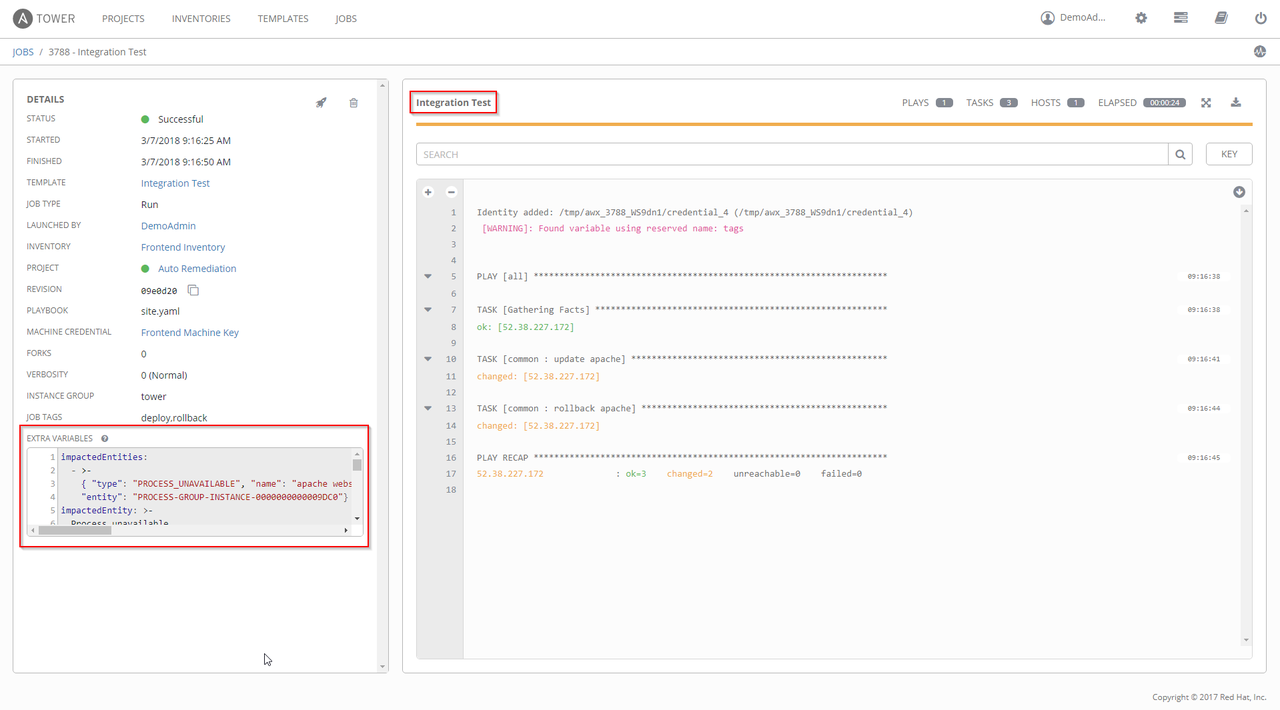 A TOWER PROJECTS INVENTORIES TEMPLATES JOBS DemoAd...
JOBS / 3788 - Integration Test
DETAILS
STATUS Successful
STARTED 3/7/2018 9:16:25 AM
FINISHED 3/7/2018 9:16:50 AM
TEMPLATE Integration Test
JOB TYPE Run
LAUNCHED BY DemoAdmin
INVENTORY Frontend Inventory
PROJECT Auto Remediation
REVISION 09e0d20
PLAYBOOK site.yaml
MACHINE CREDENTIAL Frontend Machine Key
FORKS 0
VERBOSITY 0 (Normal)
INSTANCE GROUP tower
JOB TAGS deploy,rollback
EXTRA VARIABLES ?
1 impactedEntities:
2 - >-
3 { "type": "PROCESS_UNAVAILABLE", "name": "apache webs
4 "entity": "PROCESS-GROUP-INSTANCE-0000000000009DC0"}
5 impactedEntity: >-
6 Process unavailable
Integration Test PLAYS 1 TASKS 3 HOSTS 1 ELAPSED 00:00:24
SEARCH KEY
+ −
1 Identity added: /tmp/awx_3788_WS9dn1/credential_4 (/tmp/awx_3788_WS9dn1/credential_4)
2 [WARNING]: Found variable using reserved name: tags
3
4
5 PLAY [all] ********************************************************************* 09:16:38
6
7 TASK [Gathering Facts] ********************************************************* 09:16:38
8 ok: [52.38.227.172]
9
10 TASK [common : update apache] ************************************************** 09:16:41
11 changed: [52.38.227.172]
12
13 TASK [common : rollback apache] ************************************************ 09:16:44
14 changed: [52.38.227.172]
15
16 PLAY RECAP ********************************************************************* 09:16:45
17 52.38.227.172 : ok=3 changed=2 unreachable=0 failed=0
18
Copyright © 2017 Red Hat, Inc.